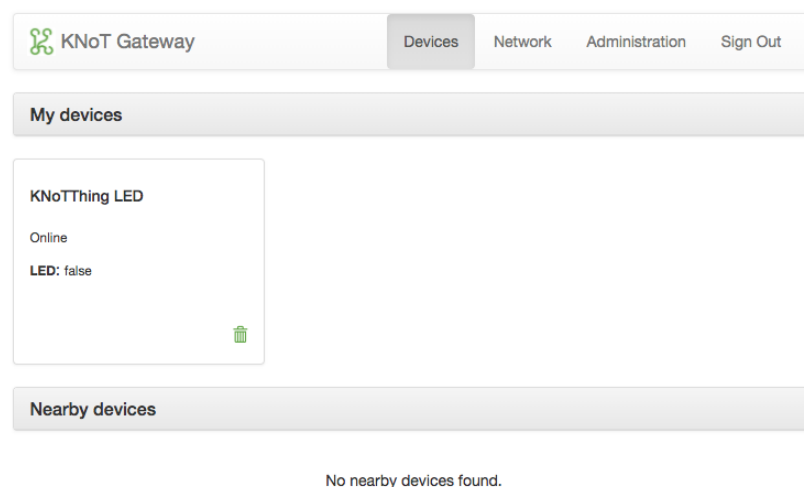 KNoT Gateway Devices Network Administration Sign Out
My devices
KNoTThing LED
Online
LED: false
Nearby devices
No nearby devices found.